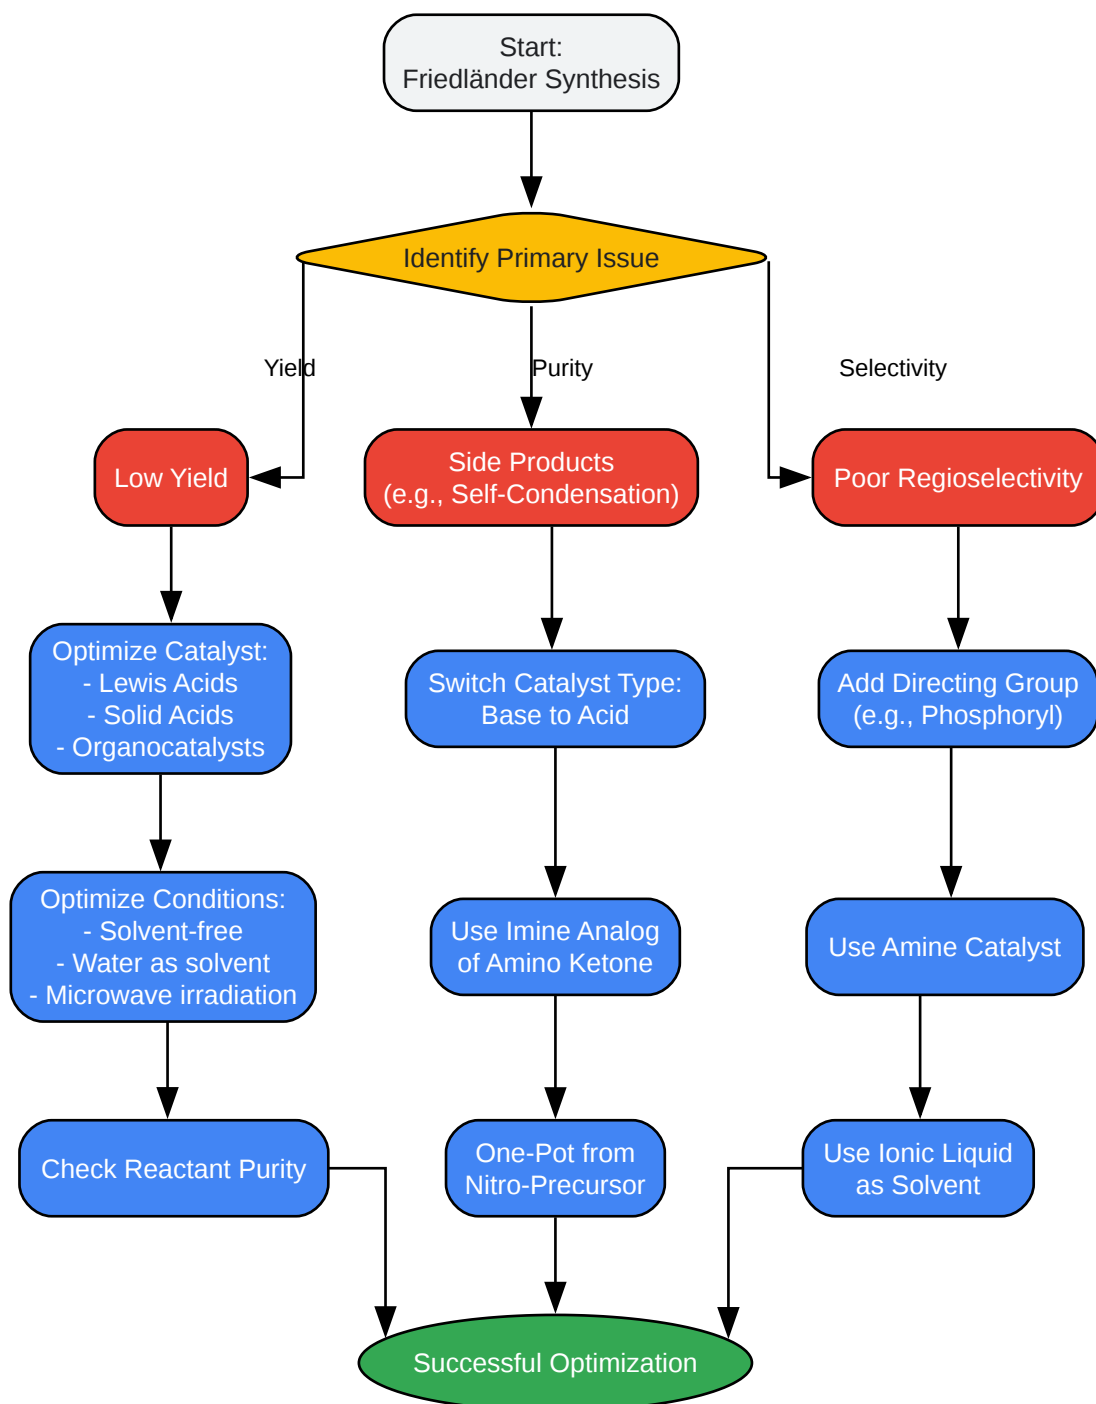 Start:
Friedländer Synthesis
Identify Primary Issue
Yield
Purity
Selectivity
Low Yield
Side Products
(e.g., Self-Condensation)
Poor Regioselectivity
Optimize Catalyst:
- Lewis Acids
- Solid Acids
- Organocatalysts
Switch Catalyst Type:
Base to Acid
Add Directing Group
(e.g., Phosphoryl)
Optimize Conditions:
- Solvent-free
- Water as solvent
- Microwave irradiation
Use Imine Analog
of Amino Ketone
Use Amine Catalyst
Check Reactant Purity
One-Pot from
Nitro-Precursor
Use Ionic Liquid
as Solvent
Successful Optimization